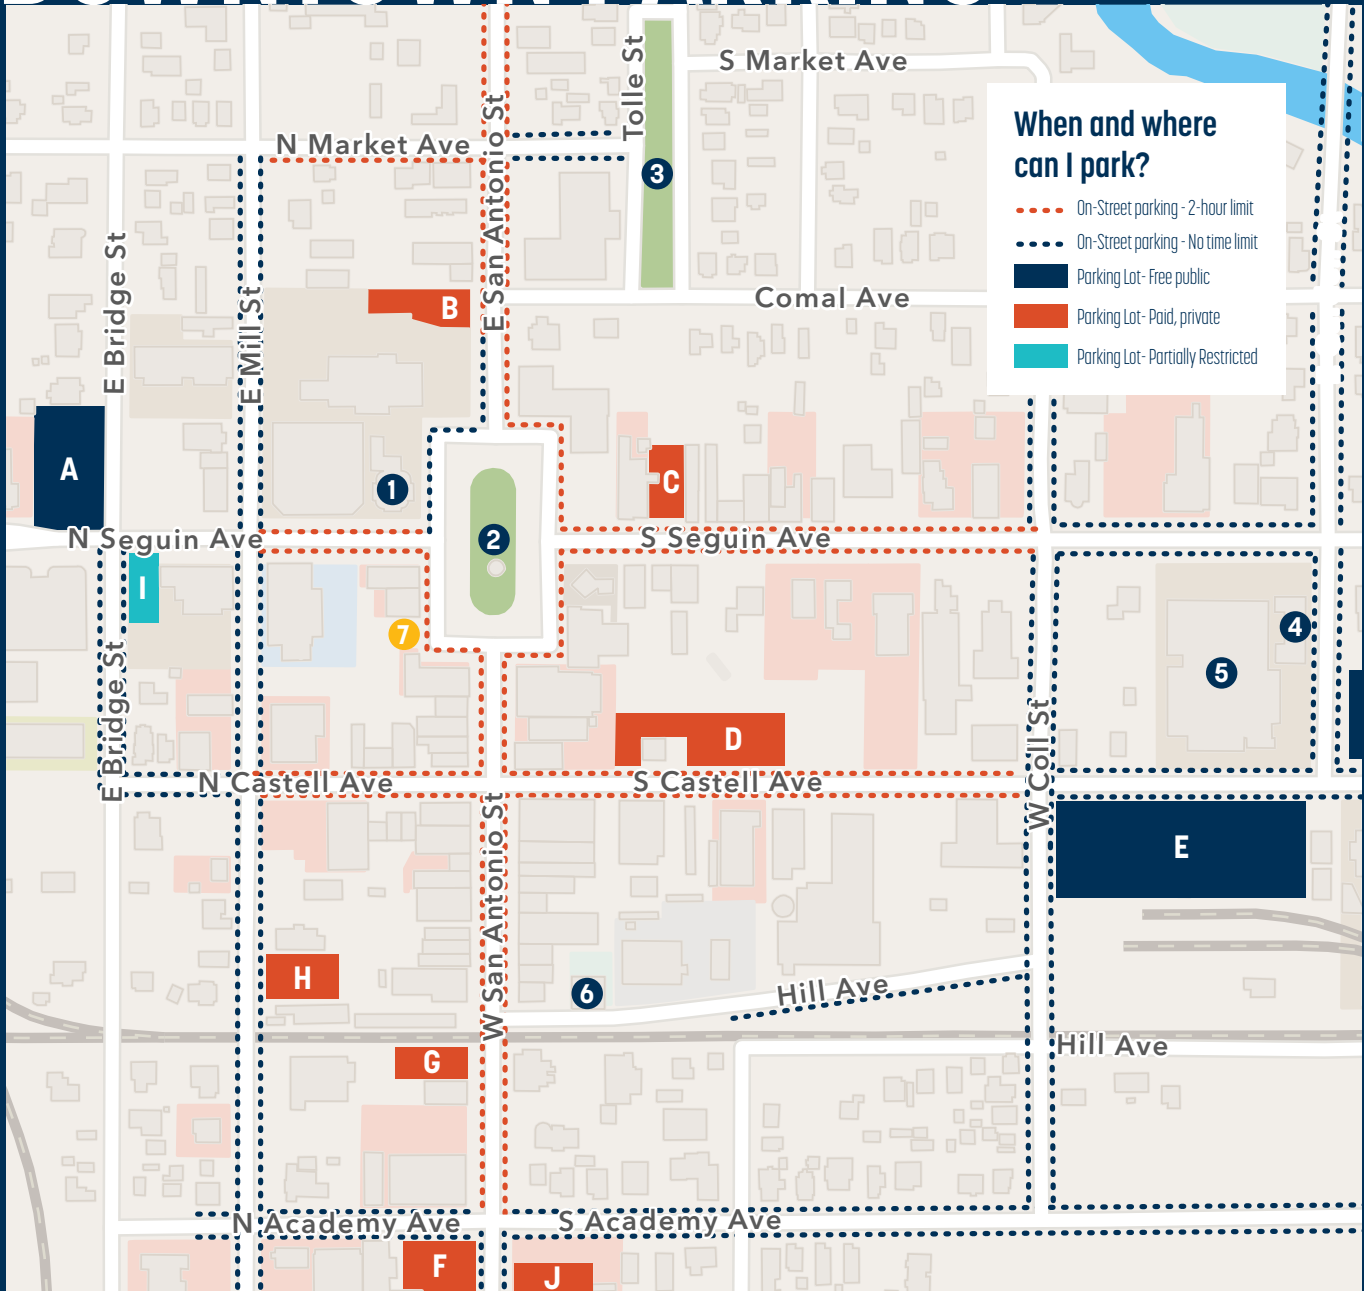 DOWNTOWN PARKING
S Market Ave
Tolle St
N Market Ave
E San Antonio St
3
When and where
can I park?
On-Street parking - 2-hour limit
On-Street parking - No time limit
Parking Lot- Free public
Parking Lot- Paid, private
Parking Lot- Partially Restricted
E Bridge St
E Mill St
B
Comal Ave
A
1
C
2
N Seguin Ave
S Seguin Ave
I
7
4
5
E Bridge St
D
W Coll St
N Castell Ave
S Castell Ave
W San Antonio St
E
H
6
Hill Ave
G
Hill Ave
N Academy Ave
S Academy Ave
F
J